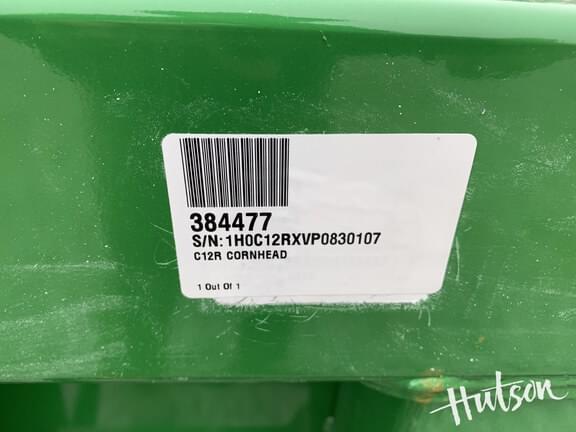 384477
S/N:1H0C12RXVP0830107
C12R CORNHEAD
1 Out Of 1
Hutson